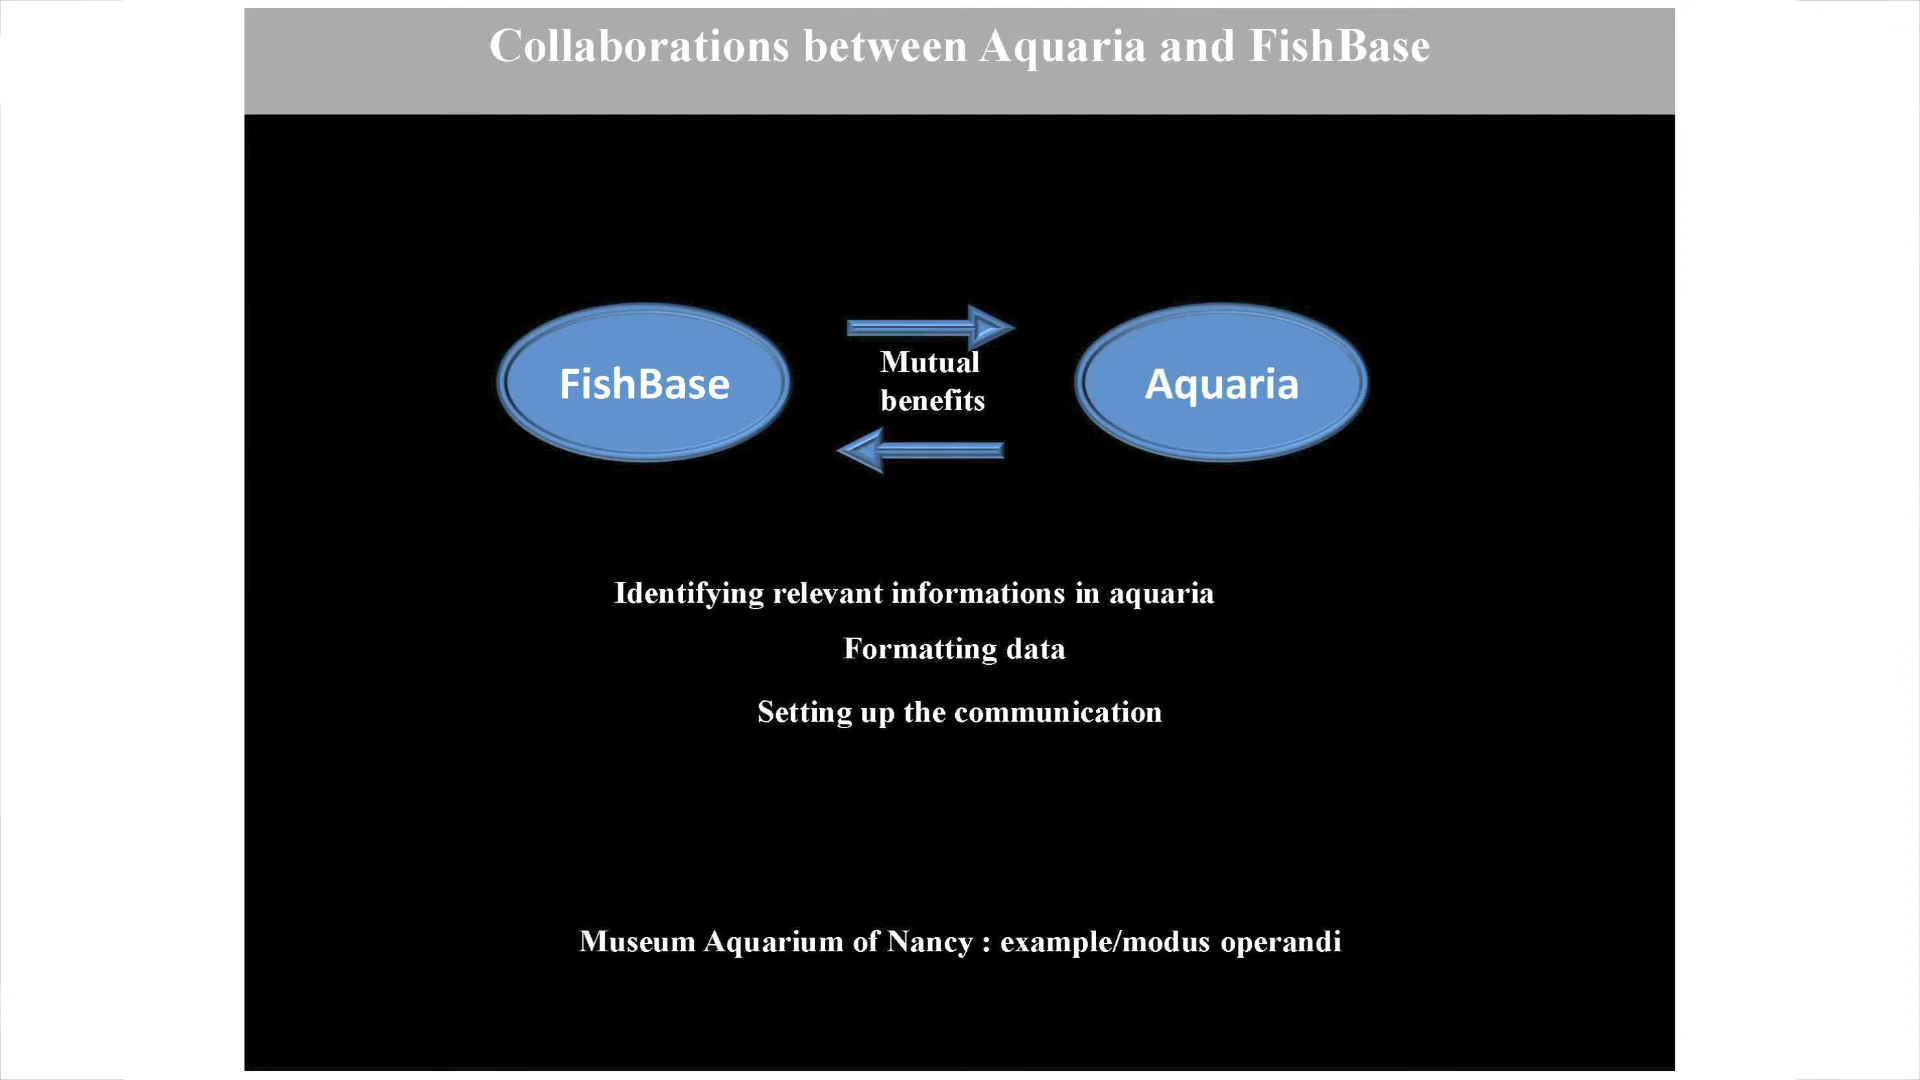 Collaborations between Aquaria and FishBase
FishBase
Mutual
benefits
Aquaria
Identifying relevant informations in aquaria
Formatting data
Setting up the communication
Museum Aquarium of Nancy : example/modus operandi